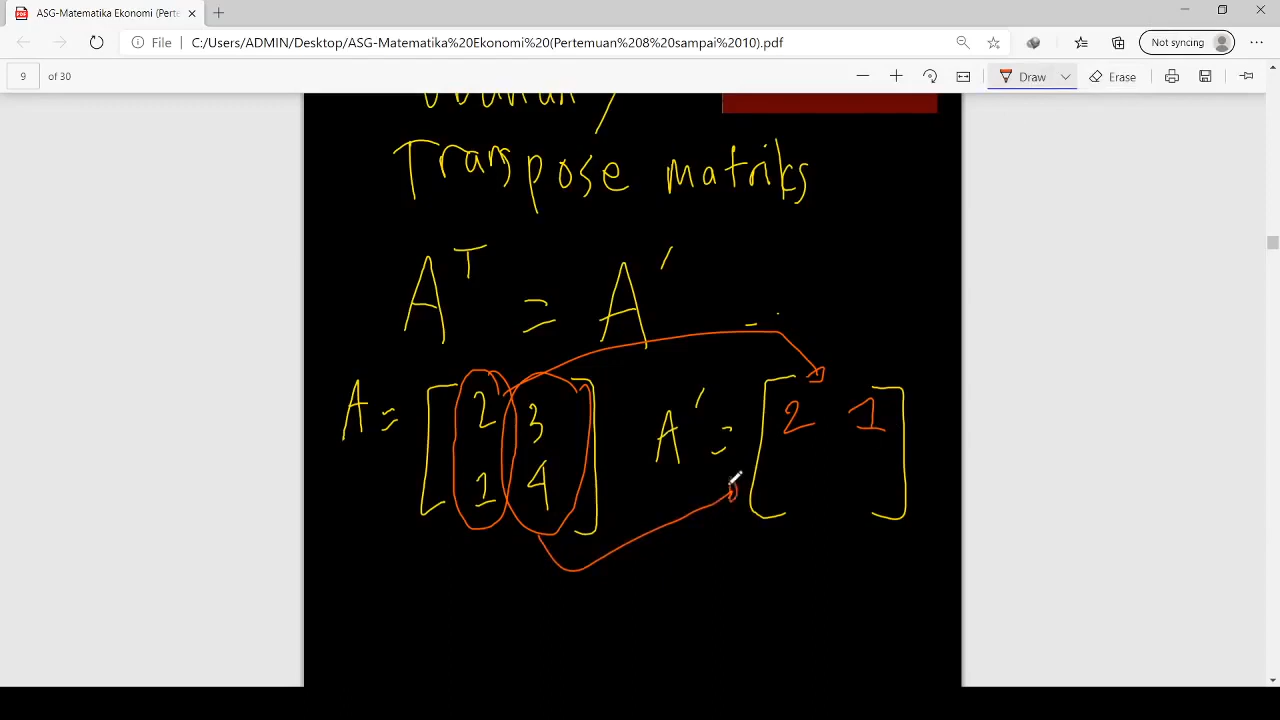 ASG-Matematika Ekonomi (Perte
File
C:/Users/ADMIN/Desktop/ASG-Matematika%20Ekonomi%20(Pertemuan%208%20sampai%2010).pdf
Not syncing
9 of 30
Draw
Erase
Transpose matriks
Aᵀ = A′
A = [ 2 3 A′ = [ 2 1 ]
1 4 ]